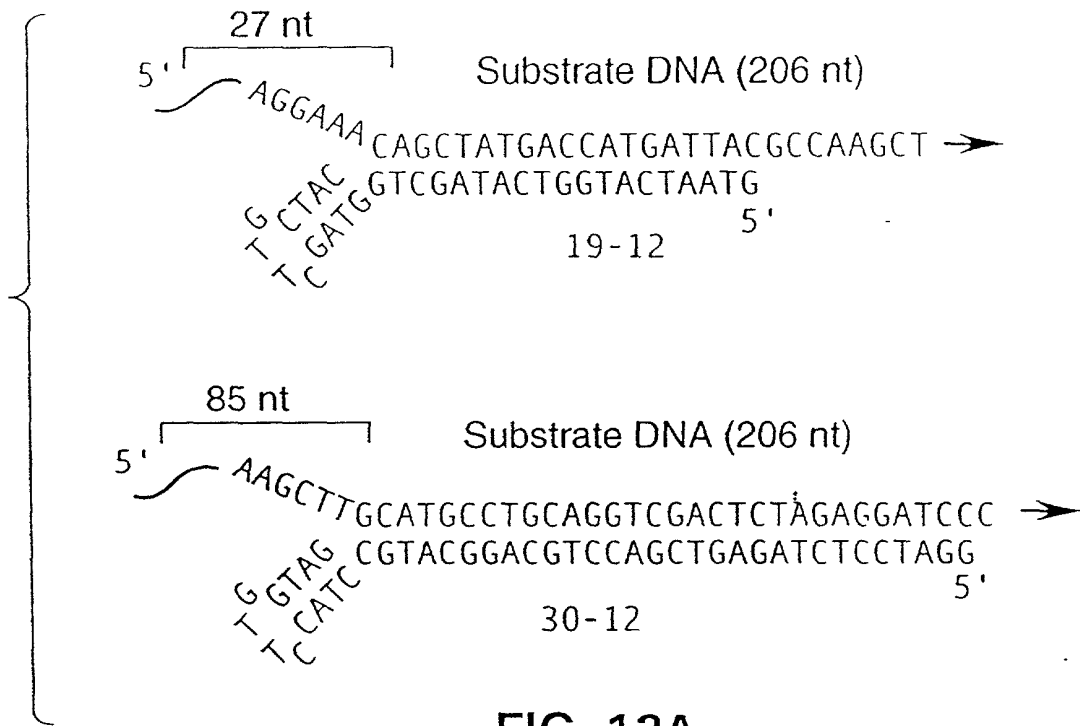 27 nt
5 '
Substrate DNA (206 nt)
AGGAAA
CAGCTATGACCATGATTACGCCAAGCT
GTCGATACTGGTACTAATG
CTAC
G
T
T
C
GATG
5 '
19-12
85 nt
5 '
Substrate DNA (206 nt)
AAGCTT
GCATGCCTGCAGGTCGACTCTAGAGGATCCC
CGTACGGACGTCCAGCTGAGATCTCCTAGG
GTAG
G
T
T
C
CATC
5 '
30-12
FIG.